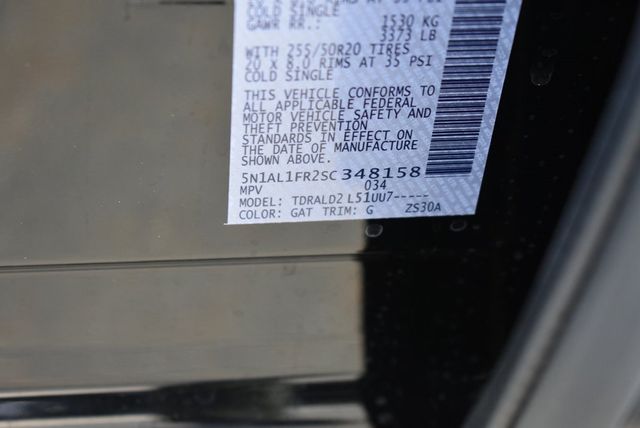 COLD SINGLE
GAWR RR.: 1530 KG
3373 LB
WITH 255/50R20 TIRES
20 x 8.0 RIMS AT 35 PSI
COLD SINGLE
THIS VEHICLE CONFORMS TO
ALL APPLICABLE FEDERAL
MOTOR VEHICLE SAFETY AND
THEFT PREVENTION
STANDARDS IN EFFECT ON
THE DATE OF MANUFACTURE
SHOWN ABOVE.
5N1AL1FR2SC348158
MPV 034
MODEL: TDRALD2 L51UU7-----
COLOR: GAT TRIM: G ZS30A